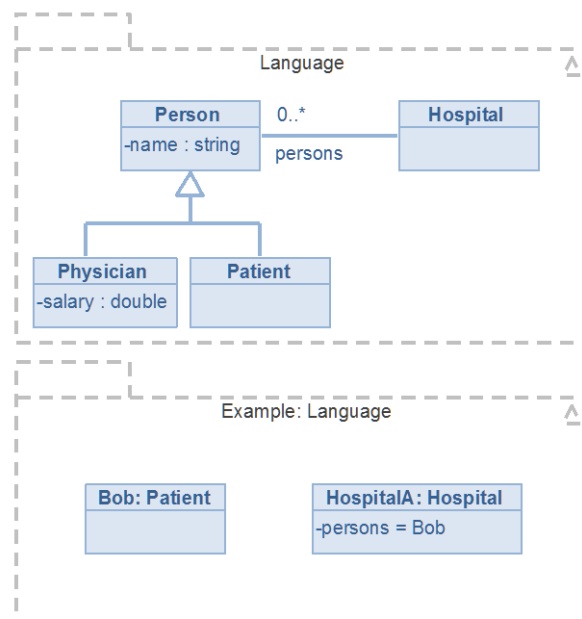 Language
Person
0..*
Hospital
-name : string
persons
Physician
Patient
-salary : double
Example: Language
Bob: Patient
HospitalA: Hospital
-persons = Bob